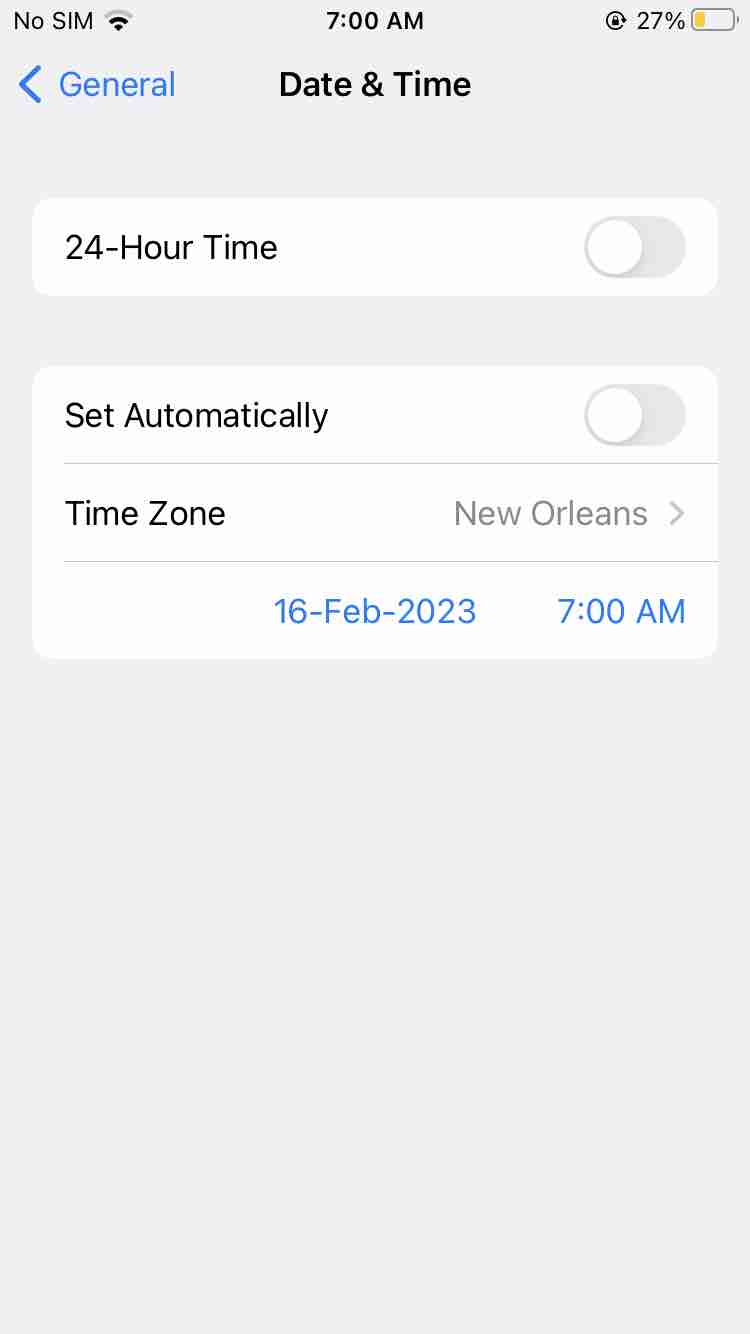 No SIM 7:00 AM 27%
General Date & Time
24-Hour Time
Set Automatically
Time Zone New Orleans
16-Feb-2023 7:00 AM